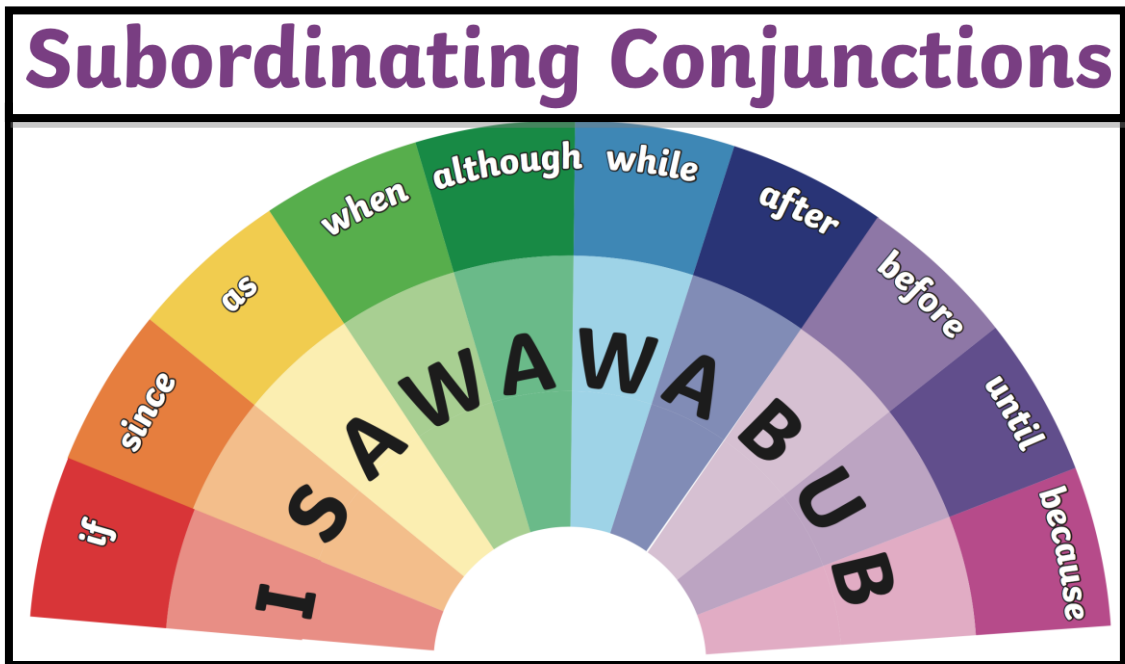 Subordinating Conjunctions
if
since
as
when
although
while
after
before
until
because
I
S
A
W
A
W
A
B
U
B